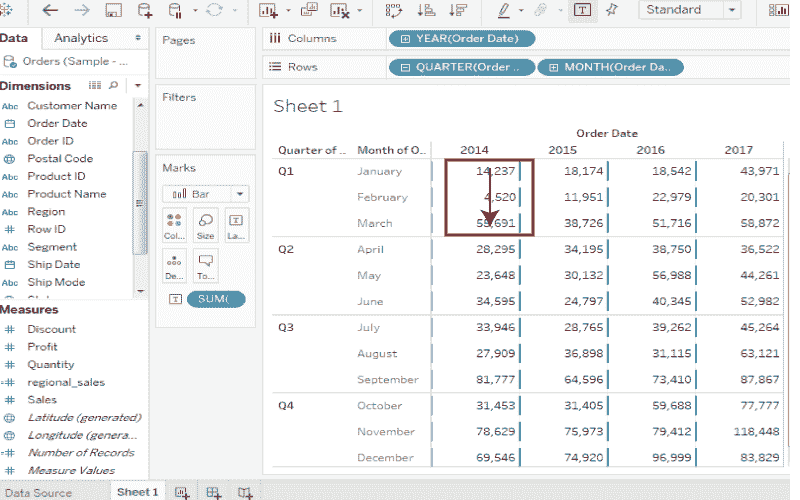 Standard
Data Analytics
Pages
Columns YEAR(Order Date)
Orders (Sample - ...
Rows QUARTER(Order .. MONTH(Order Da..
Dimensions
Filters
Abc Customer Name
Order Date
Abc Order ID
Postal Code
Abc Product ID
Abc Product Name
Abc Region
Row ID
Abc Segment
Ship Date
Abc Ship Mode
Marks
Bar
Col... Size La...
De... To...
SUM(
Measures
Discount
Profit
Quantity
regional_sales
Sales
Latitude (generated)
Longitude (genera...
Number of Records
Measure Values
Sheet 1
Order Date
Quarter of .. Month of O.. 2014 2015 2016 2017
Q1 January 14,237 18,174 18,542 43,971
February 4,520 11,951 22,979 20,301
March 55,691 38,726 51,716 58,872
Q2 April 28,295 34,195 38,750 36,522
May 23,648 30,132 56,988 44,261
June 34,595 24,797 40,345 52,982
Q3 July 33,946 28,765 39,262 45,264
August 27,909 36,898 31,115 63,121
September 81,777 64,596 73,410 87,867
Q4 October 31,453 31,405 59,688 77,777
November 78,629 75,973 79,412 118,448
December 69,546 74,920 96,999 83,829
Data Source Sheet 1